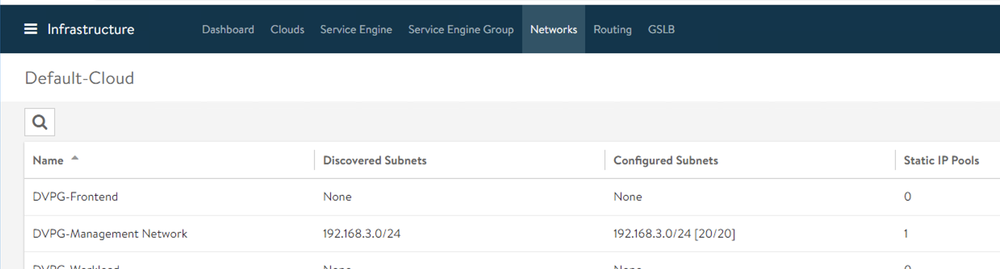 Infrastructure Dashboard Clouds Service Engine Service Engine Group Networks Routing GSLB
Default-Cloud
Name Discovered Subnets Configured Subnets Static IP Pools
DVPG-Frontend None None 0
DVPG-Management Network 192.168.3.0/24 192.168.3.0/24 [20/20] 1
DVPG-Workload None None 0